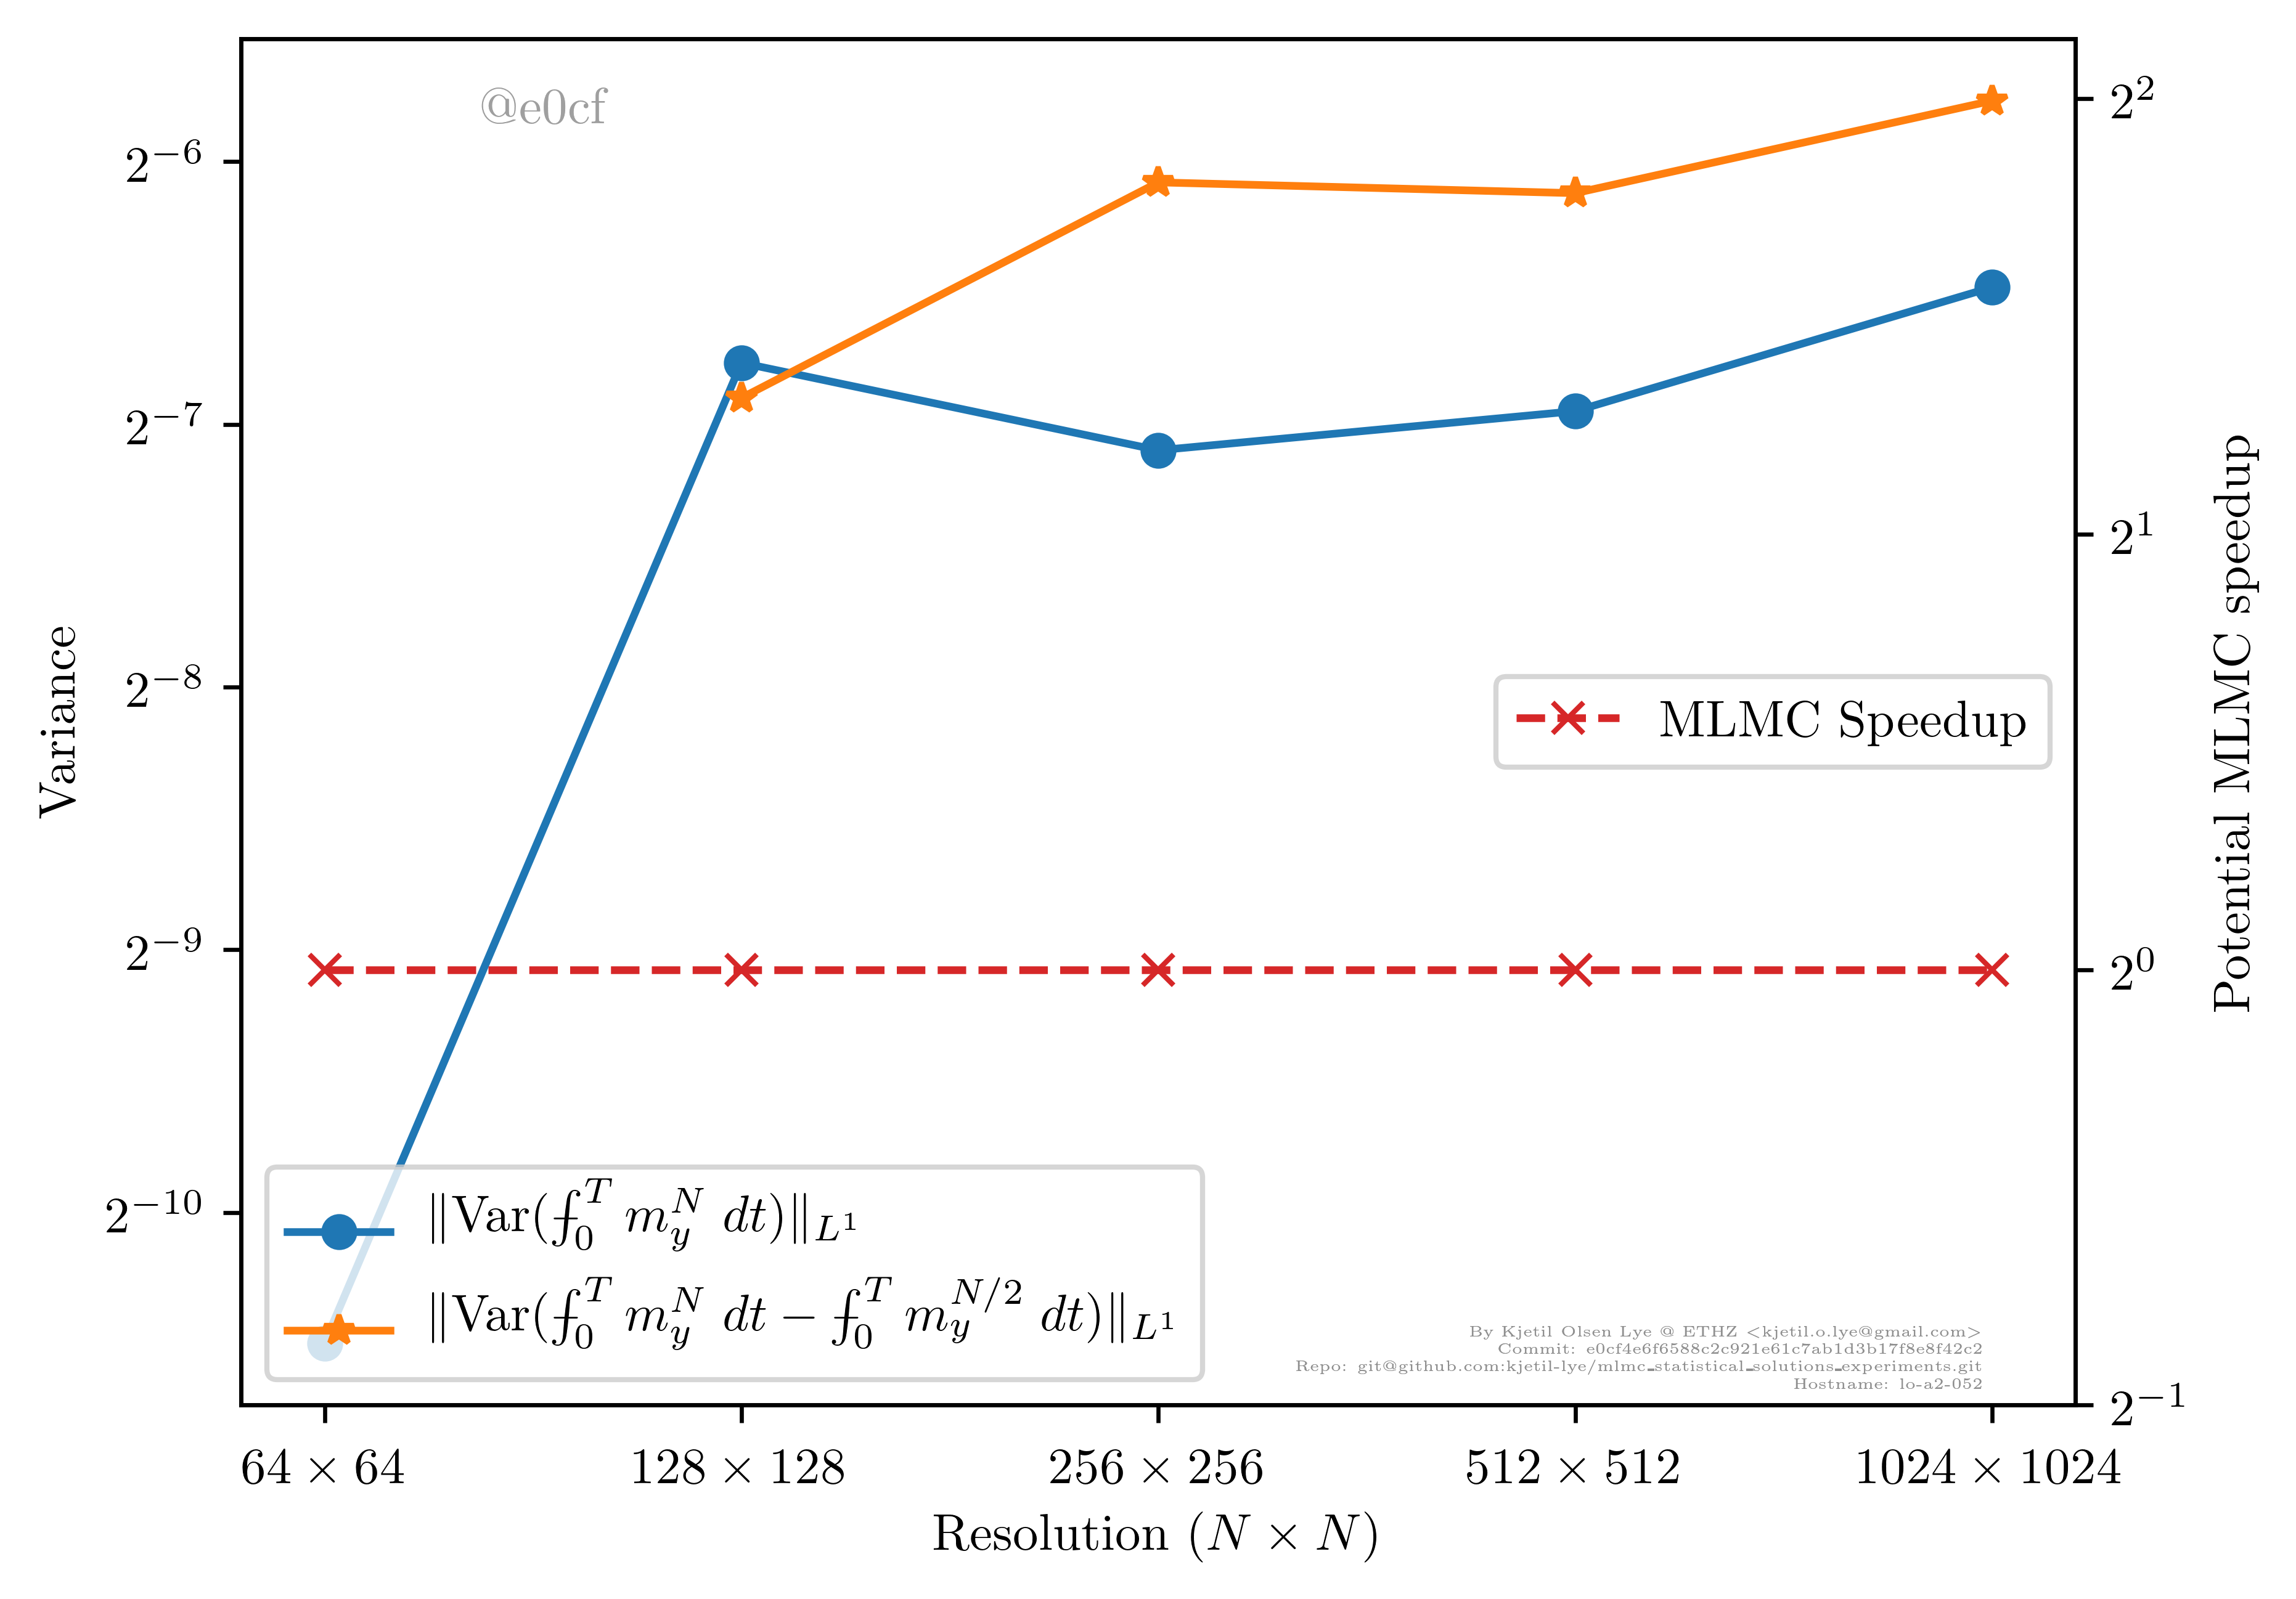 @e0cf
2^{-6}
2^{-7}
2^{-8}
2^{-9}
2^{-10}
Variance
2^2
2^1
2^0
2^{-1}
Potential MLMC speedup
MLMC Speedup
‖Var(⨍_0^T m_y^N dt)‖_{L^1}
‖Var(⨍_0^T m_y^N dt − ⨍_0^T m_y^{N/2} dt)‖_{L^1}
By Kjetil Olsen Lye @ ETHZ <kjetil.o.lye@gmail.com>
Commit: e0cf4e6f6588c2c921e61c7ab1d3b17f8e8f42c2
Repo: git@github.com:kjetil-lye/mlmc_statistical_solutions_experiments.git
Hostname: lo-a2-052
64 × 64 128 × 128 256 × 256 512 × 512 1024 × 1024
Resolution (N × N)